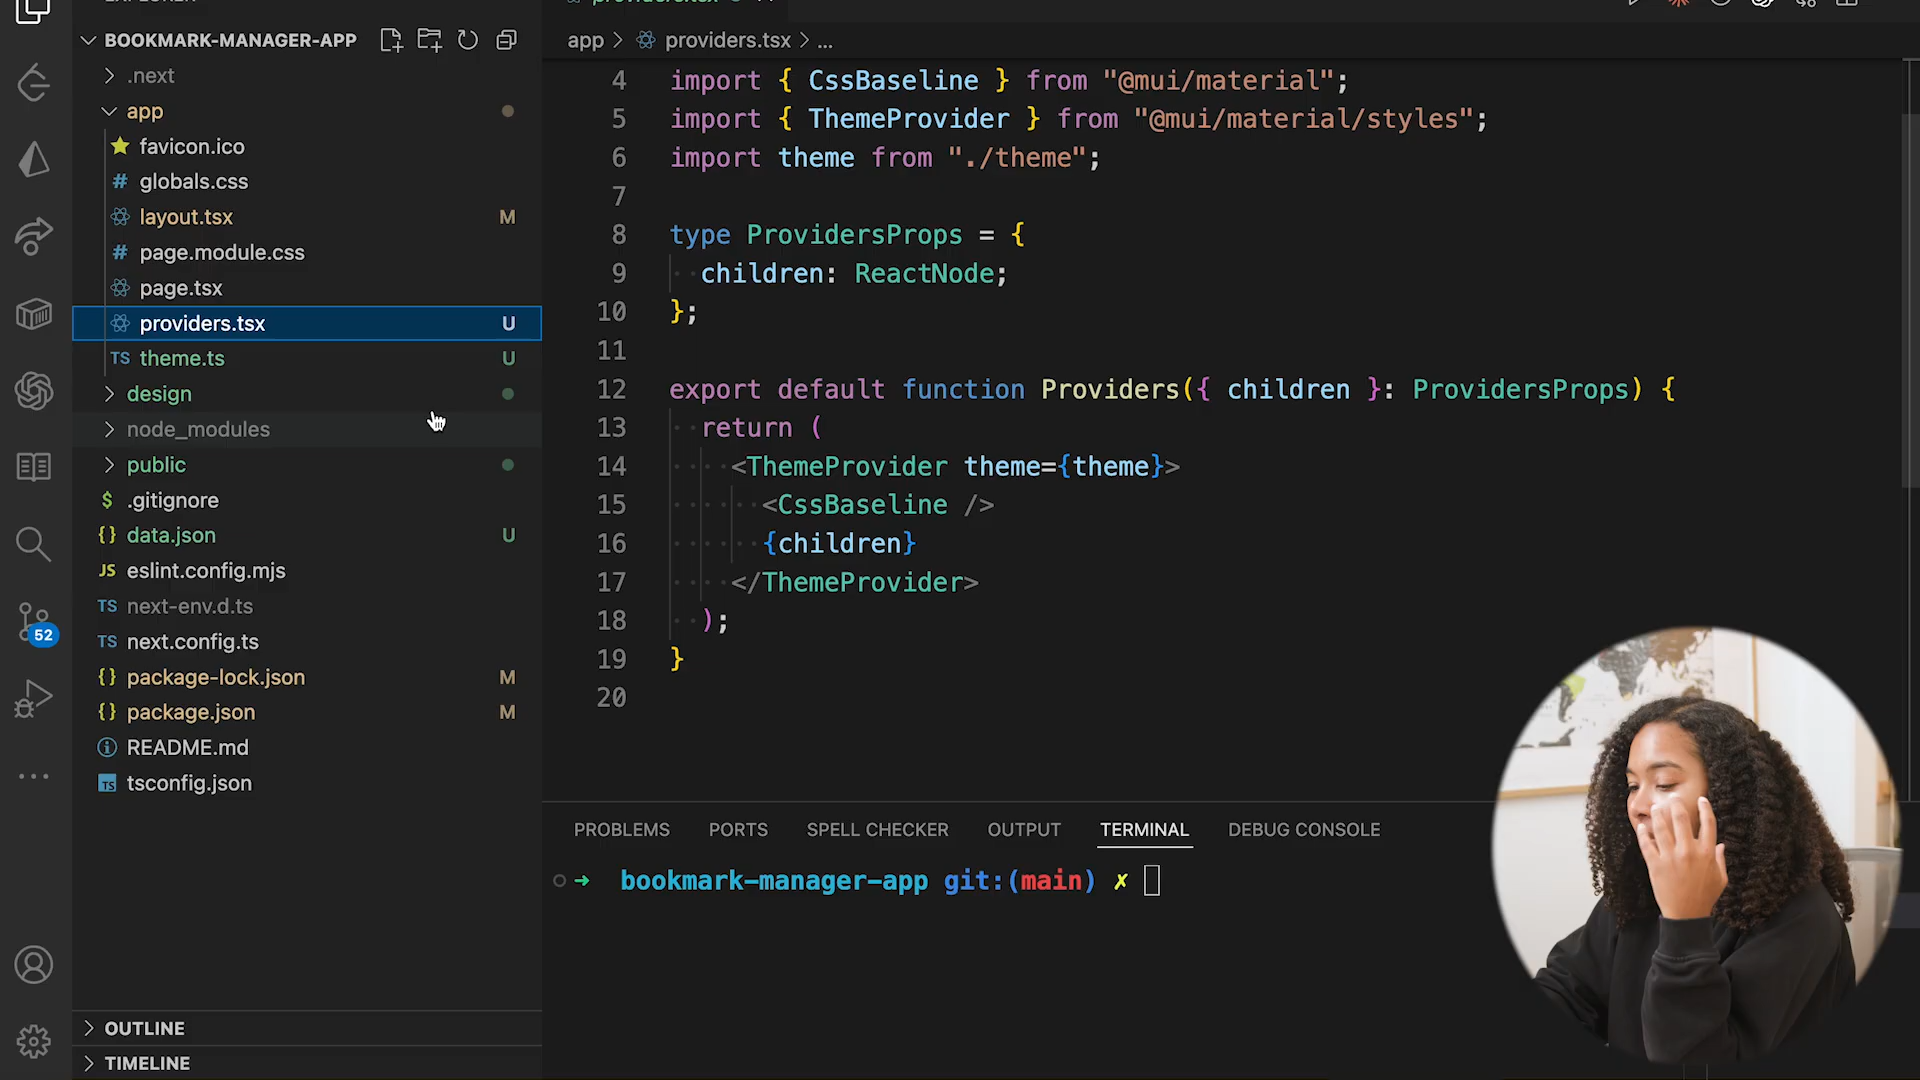 BOOKMARK-MANAGER-APP
.next
app
favicon.ico
# globals.css
layout.tsx M
# page.module.css
page.tsx
providers.tsx U
TS theme.ts U
design
node_modules
public
$ .gitignore
{} data.json U
JS eslint.config.mjs
TS next-env.d.ts
TS next.config.ts
{} package-lock.json M
{} package.json M
README.md
TS tsconfig.json
OUTLINE
TIMELINE
52
app > providers.tsx > ...
4 import { CssBaseline } from "@mui/material";
5 import { ThemeProvider } from "@mui/material/styles";
6 import theme from "./theme";
7
8 type ProvidersProps = {
9 children: ReactNode;
10 };
11
12 export default function Providers({ children }: ProvidersProps) {
13 return (
14 <ThemeProvider theme={theme}>
15 <CssBaseline />
16 {children}
17 </ThemeProvider>
18 );
19 }
20
PROBLEMS PORTS SPELL CHECKER OUTPUT TERMINAL DEBUG CONSOLE
bookmark-manager-app git:(main) ✗